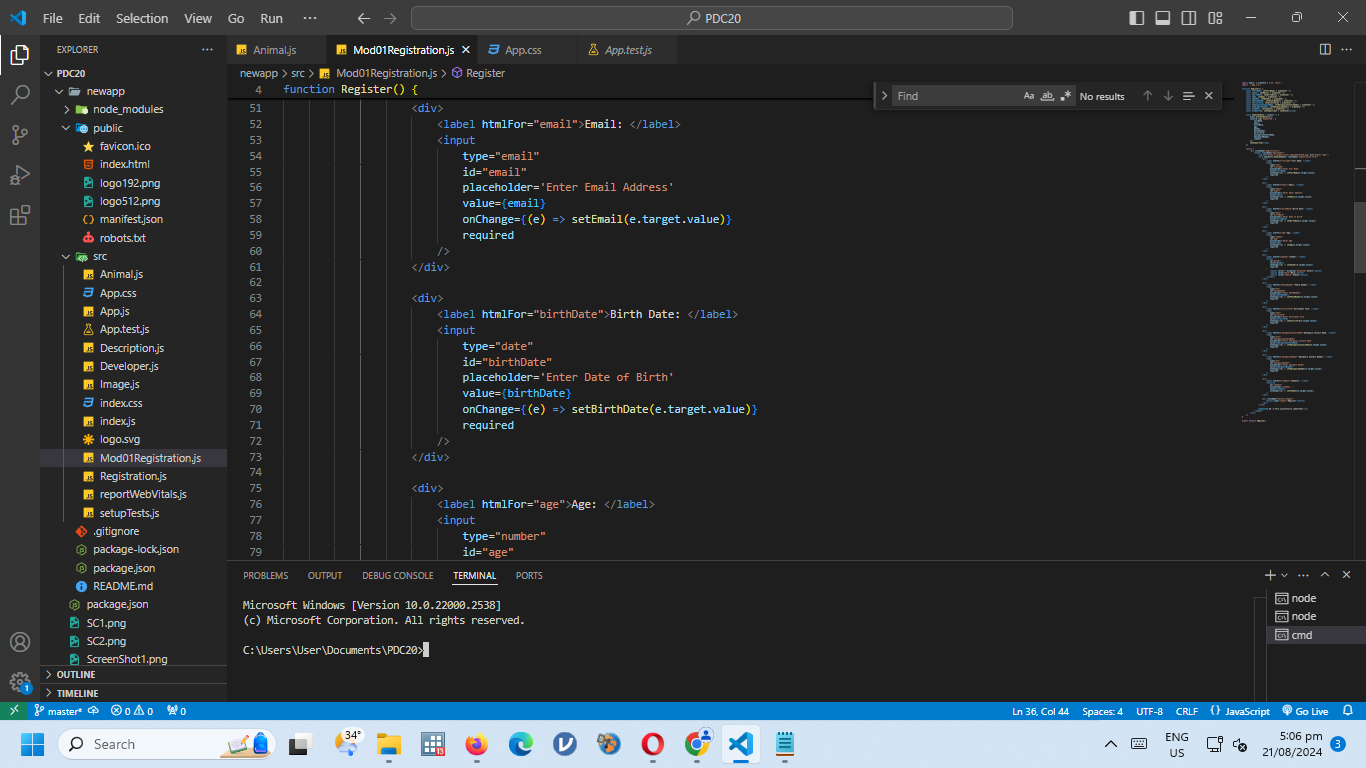 File Edit Selection View Go Run ··· PDC20
EXPLORER ···
Animal.js Mod01Registration.js App.css App.test.js
PDC20
newapp
node_modules
public
favicon.ico
index.html
logo192.png
logo512.png
manifest.json
robots.txt
src
Animal.js
App.css
App.js
App.test.js
Description.js
Developer.js
Image.js
index.css
index.js
logo.svg
Mod01Registration.js
Registration.js
reportWebVitals.js
setupTests.js
.gitignore
package-lock.json
package.json
README.md
package.json
SC1.png
SC2.png
ScreenShot1.png
OUTLINE
TIMELINE
newapp > src > Mod01Registration.js > Register
Find Aa ab .* No results
4 function Register() {
51 <div>
52 <label htmlFor="email">Email: </label>
53 <input
54 type="email"
55 id="email"
56 placeholder='Enter Email Address'
57 value={email}
58 onChange={(e) => setEmail(e.target.value)}
59 required
60 />
61 </div>
62
63 <div>
64 <label htmlFor="birthDate">Birth Date: </label>
65 <input
66 type="date"
67 id="birthDate"
68 placeholder='Enter Date of Birth'
69 value={birthDate}
70 onChange={(e) => setBirthDate(e.target.value)}
71 required
72 />
73 </div>
74
75 <div>
76 <label htmlFor="age">Age: </label>
77 <input
78 type="number"
79 id="age"
PROBLEMS OUTPUT DEBUG CONSOLE TERMINAL PORTS
Microsoft Windows [Version 10.0.22000.2538]
(c) Microsoft Corporation. All rights reserved.
C:\Users\User\Documents\PDC20>
node
node
cmd
1
master* 0 0 0 Ln 36, Col 44 Spaces: 4 UTF-8 CRLF {} JavaScript Go Live
Search 34° 13 ENG 5:06 pm
US 21/08/2024 3